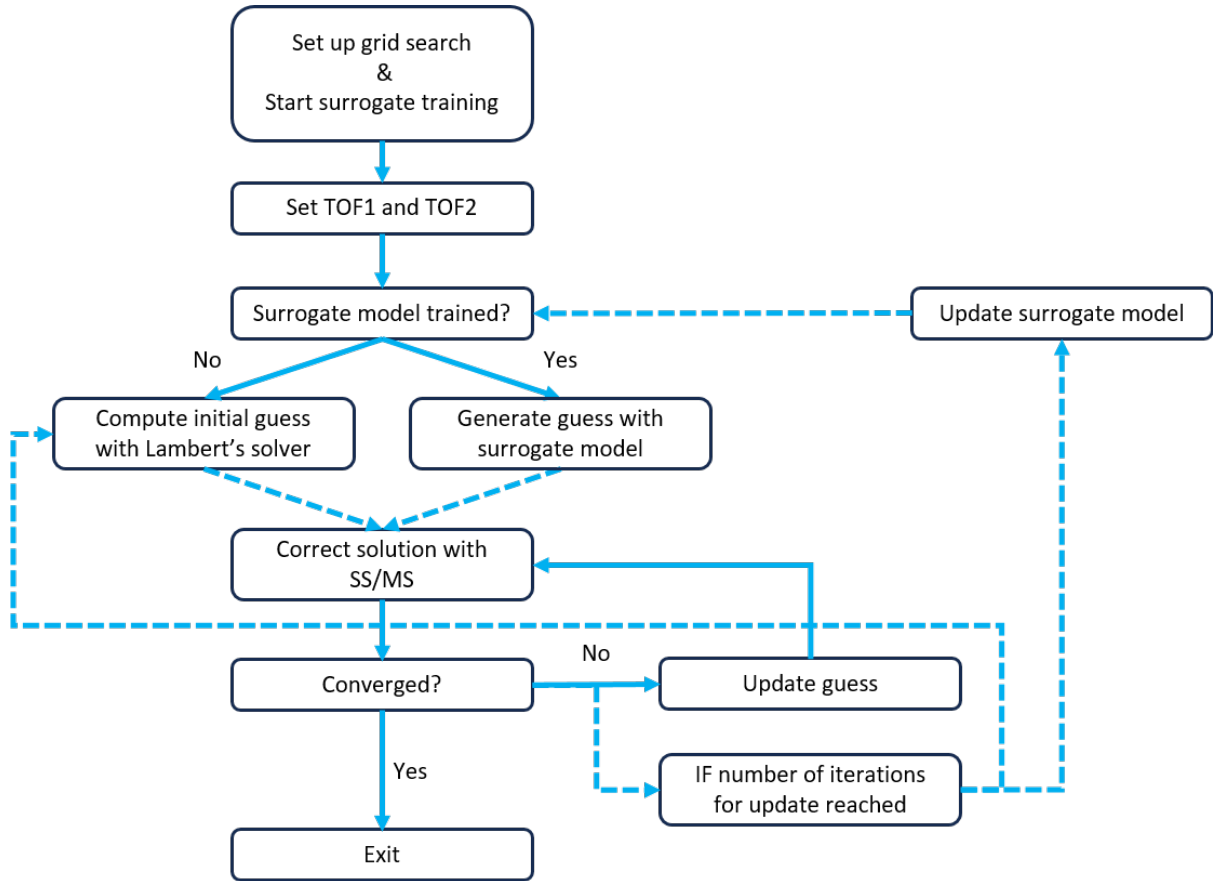 Set up grid search
&
Start surrogate training
Set TOF1 and TOF2
Surrogate model trained?
Update surrogate model
No
Yes
Compute initial guess
with Lambert's solver
Generate guess with
surrogate model
Correct solution with
SS/MS
No
Converged?
Update guess
Yes
IF number of iterations
for update reached
Exit